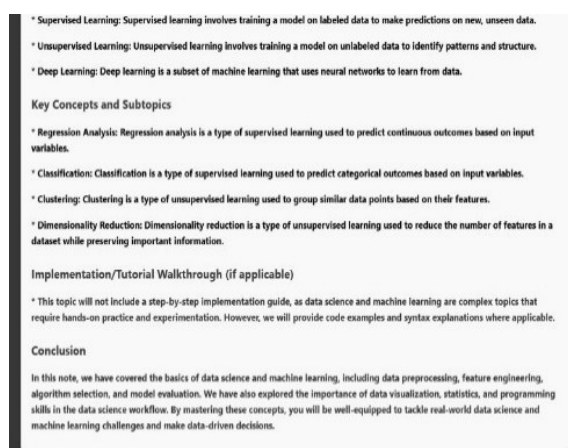 * Supervised Learning: Supervised learning involves training a model on labeled data to make predictions on new, unseen data.
* Unsupervised Learning: Unsupervised learning involves training a model on unlabeled data to identify patterns and structure.
* Deep Learning: Deep learning is a subset of machine learning that uses neural networks to learn from data.
Key Concepts and Subtopics
* Regression Analysis: Regression analysis is a type of supervised learning used to predict continuous outcomes based on input
variables.
* Classification: Classification is a type of supervised learning used to predict categorical outcomes based on input variables.
* Clustering: Clustering is a type of unsupervised learning used to group similar data points based on their features.
* Dimensionality Reduction: Dimensionality reduction is a type of unsupervised learning used to reduce the number of features in a
dataset while preserving important information.
Implementation/Tutorial Walkthrough (if applicable)
* This topic will not include a step-by-step implementation guide, as data science and machine learning are complex topics that
require hands-on practice and experimentation. However, we will provide code examples and syntax explanations where applicable.
Conclusion
In this note, we have covered the basics of data science and machine learning, including data preprocessing, feature engineering,
algorithm selection, and model evaluation. We have also explored the importance of data visualization, statistics, and programming
skills in the data science workflow. By mastering these concepts, you will be well-equipped to tackle real-world data science and
machine learning challenges and make data-driven decisions.